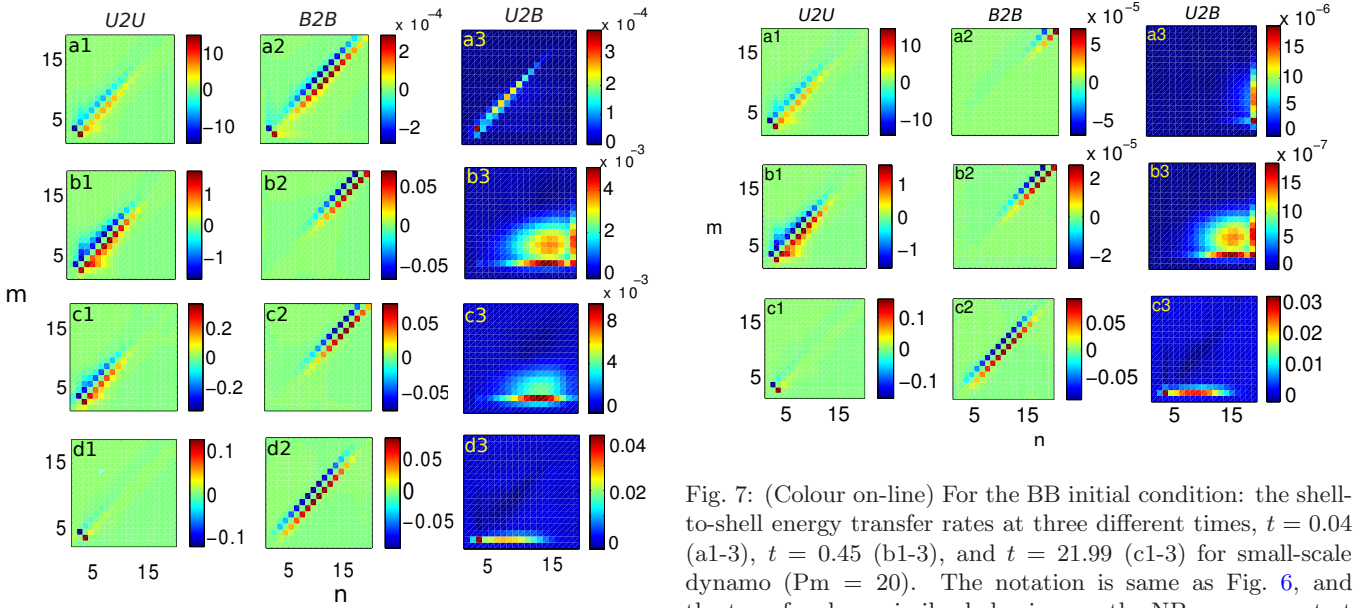 U2U B2B U2B
x 10⁻⁴ x 10⁻⁴
a1 15 5 10 0 −10
a2 2 0 −2
a3 3 2 1 0
x 10⁻³
b1 15 5 1 0 −1
b2 0.05 0 −0.05
b3 4 2 0
m
x 10⁻³
c1 15 5 0.2 0 −0.2
c2 0.05 0 −0.05
c3 8 6 4 2 0
d1 15 5 0.1 0 −0.1
d2 0.05 0 −0.05
d3 0.04 0.02 0
5 15
n
U2U B2B U2B
x 10⁻⁵ x 10⁻⁶
a1 15 5 10 0 −10
a2 5 0 −5
a3 15 10 5 0
x 10⁻⁵ x 10⁻⁷
b1 15 5 1 0 −1
b2 2 0 −2
b3 15 10 5 0
m
c1 15 5 0.1 0 −0.1
c2 0.05 0 −0.05
c3 0.03 0.02 0.01 0
5 15
n
Fig. 7: (Colour on-line) For the BB initial condition: the shell-
to-shell energy transfer rates at three different times, t = 0.04
(a1-3), t = 0.45 (b1-3), and t = 21.99 (c1-3) for small-scale
dynamo (Pm = 20). The notation is same as Fig. 6, and